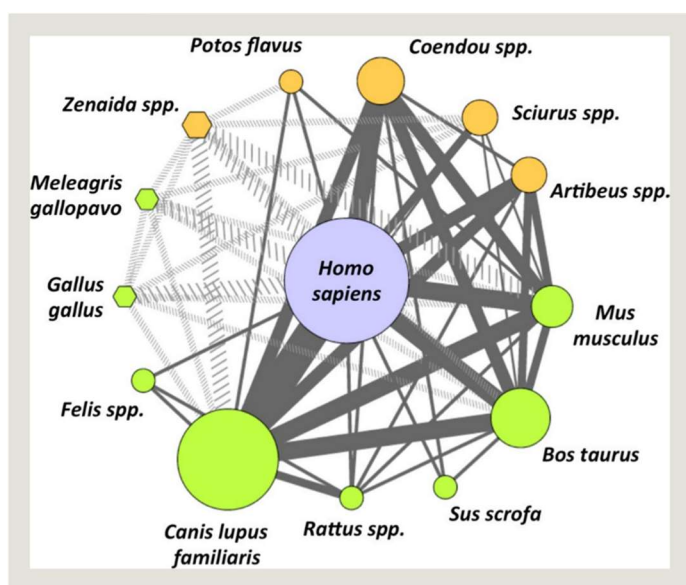 Potos flavus
Coendou spp.
Zenaida spp.
Sciurus spp.
Meleagris
gallopavo
Artibeus spp.
Homo
sapiens
Gallus
gallus
Mus
musculus
Felis spp.
Bos taurus
Sus scrofa
Rattus spp.
Canis lupus
familiaris